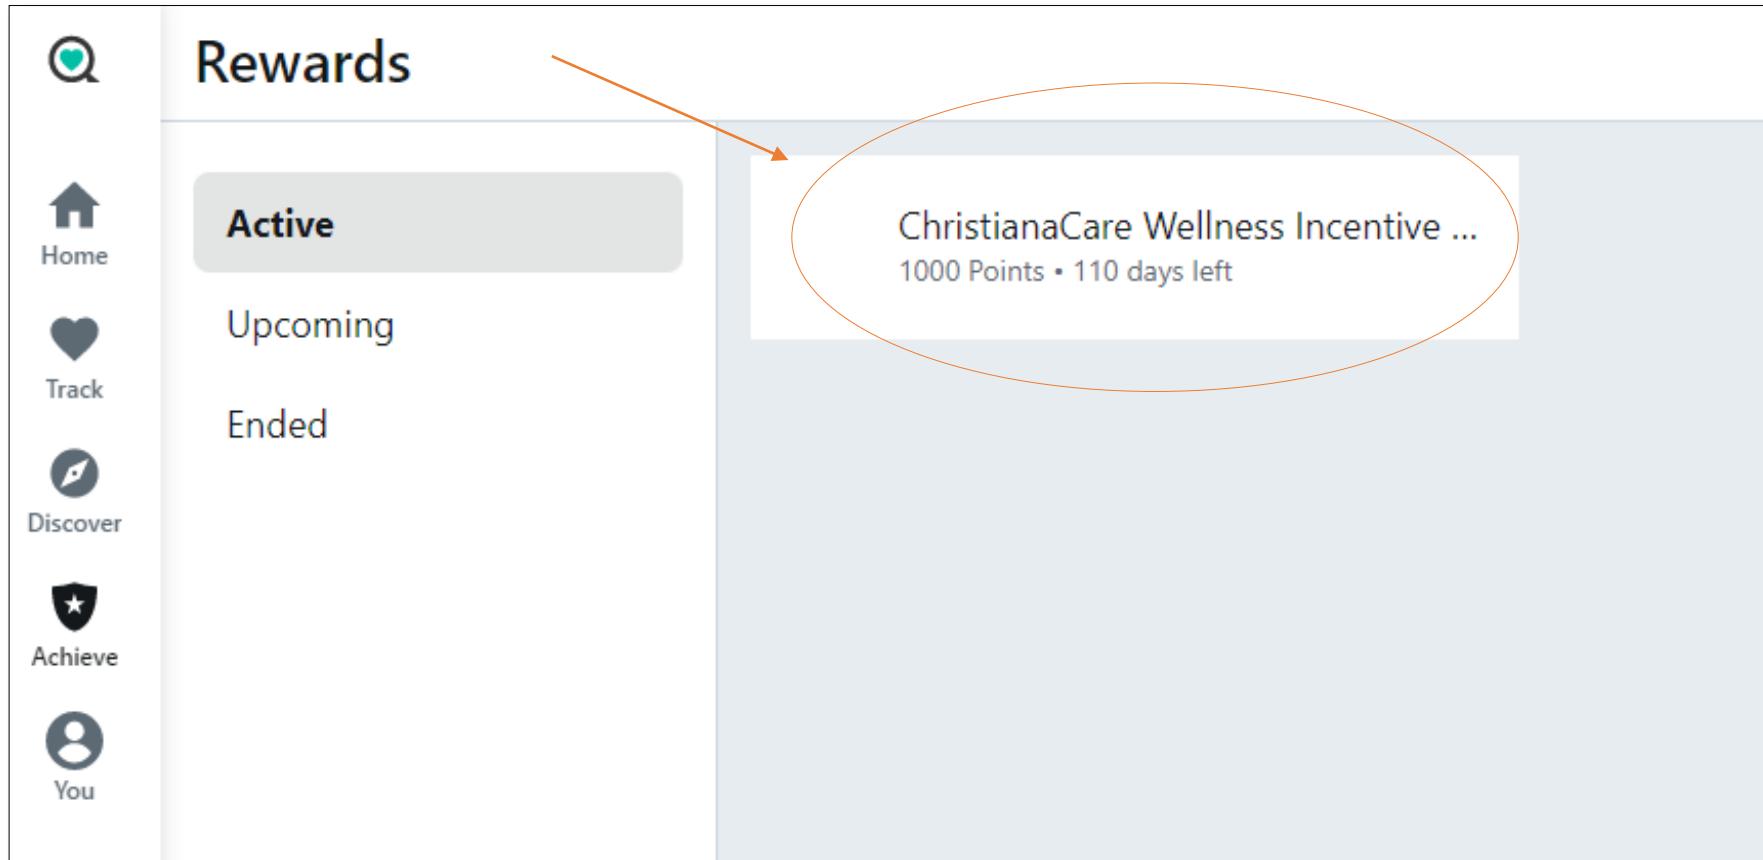 Rewards
Home
Track
Discover
Achieve
You
Active
Upcoming
Ended
ChristianaCare Wellness Incentive ...
1000 Points • 110 days left